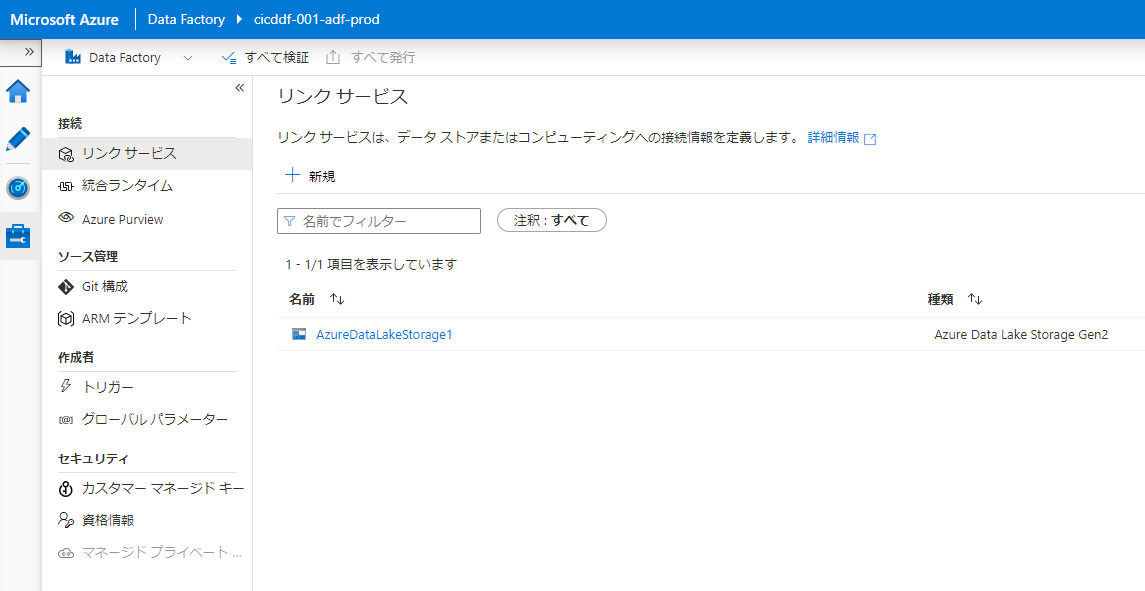 Microsoft Azure Data Factory cicddf-001-adf-prod
Data Factory すべて検証 すべて発行
接続
リンク サービス
統合ランタイム
Azure Purview
ソース管理
Git 構成
ARM テンプレート
作成者
トリガー
グローバル パラメーター
セキュリティ
カスタマー マネージド キー
資格情報
マネージド プライベート ...
リンク サービス
リンク サービスは、データ ストアまたはコンピューティングへの接続情報を定義します。 詳細情報
新規
名前でフィルター 注釈 : すべて
1 - 1/1 項目を表示しています
名前 種類
AzureDataLakeStorage1 Azure Data Lake Storage Gen2